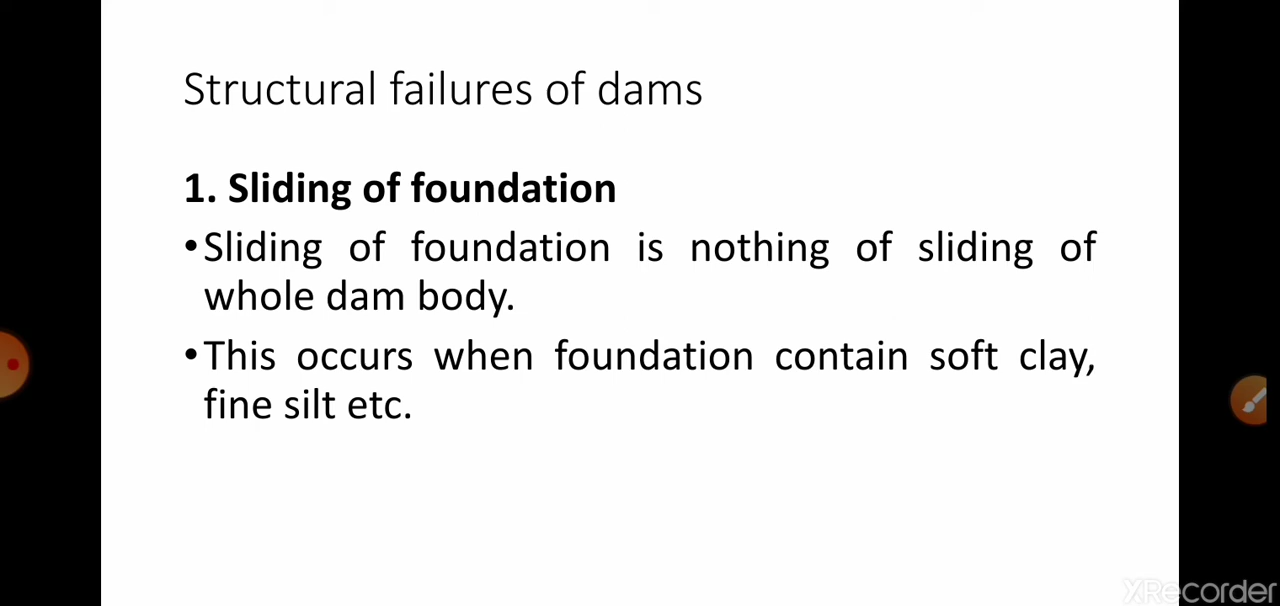 Structural failures of dams
1. Sliding of foundation
•Sliding of foundation is nothing of sliding of
whole dam body.
•This occurs when foundation contain soft clay,
fine silt etc.
XRecorder